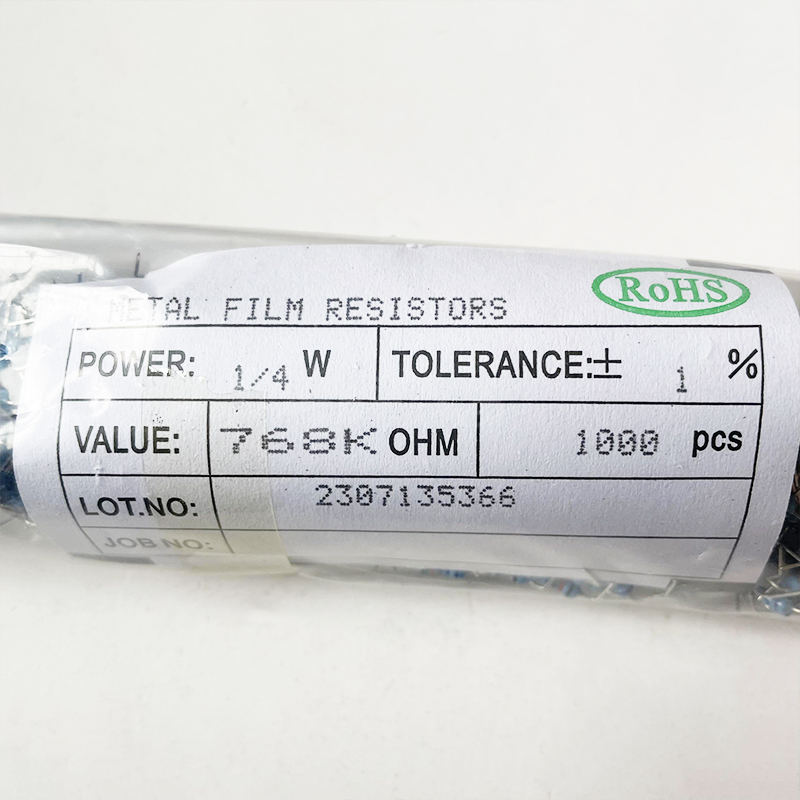 RoHS
METAL FILM RESISTORS
POWER: 1/4 W TOLERANCE:± 1 %
VALUE: 768K OHM 1000 pcs
LOT.NO: 2307135366
JOB NO: